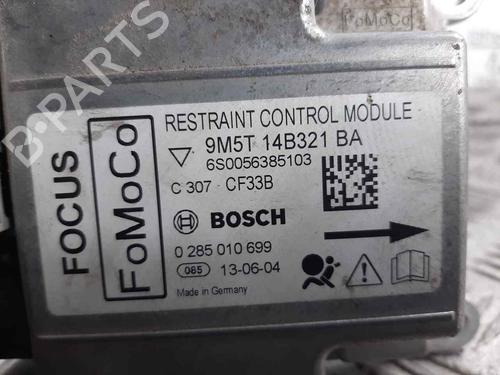 FoMoCo
FOCUS
FoMoCo
RESTRAINT CONTROL MODULE
9M5T 14B321 BA
6S0056385103
C 307 CF33B
BOSCH
0 285 010 699
085 13-06-04
Made in Germany
B-PARTS